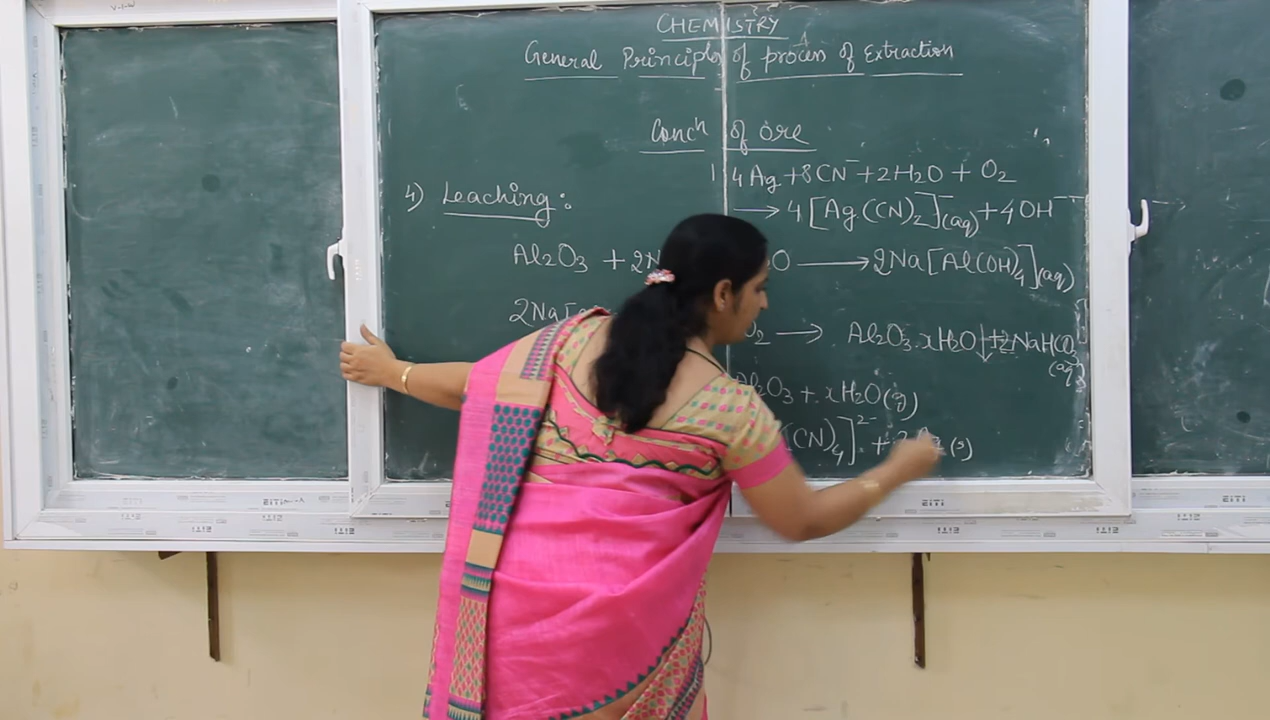 CHEMISTRY
General Principles of process of Extraction
Conc'n of ore
4Ag + 8CN⁻ + 2H₂O + O₂
4) Leaching:
⟶ 4[Ag(CN)₂]⁻(aq) + 4OH⁻
Al₂O₃ + 2N O ⟶ 2Na[Al(OH)₄](aq)
2Na[ O₂ ⟶ Al₂O₃.xH₂O↓ + 2NaHCO₃
(aq)
Al₂O₃ + xH₂O(g)
(CN)₄]²⁻ + (s)